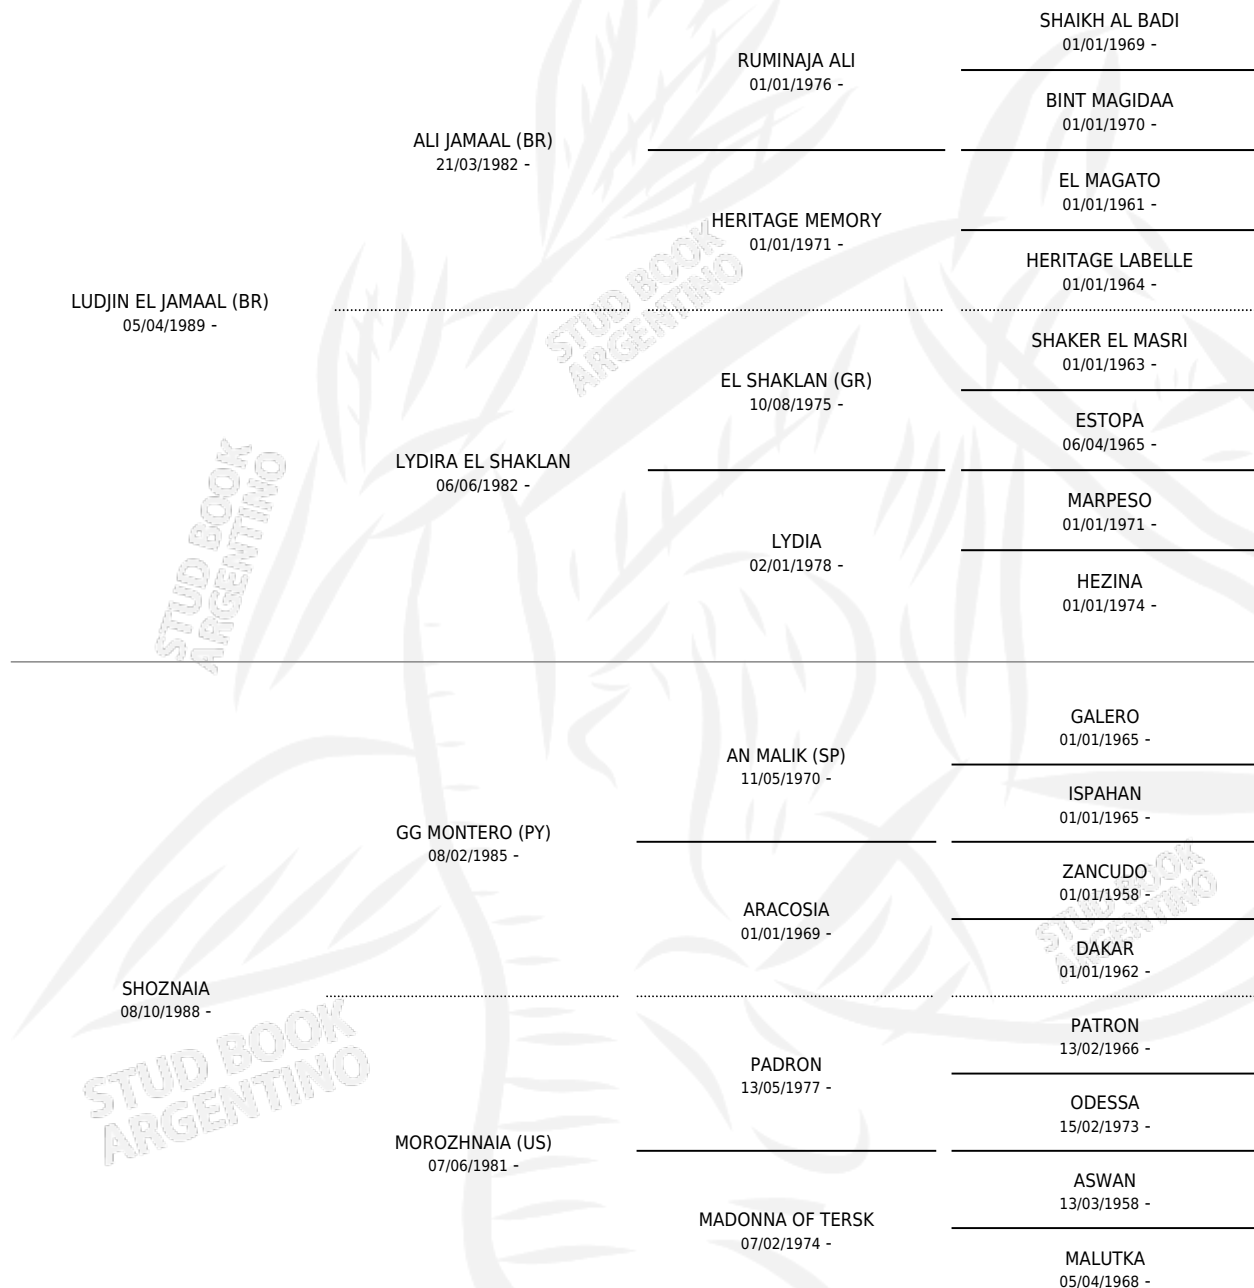 SHAIKH AL BADI
01/01/1969 -
RUMINAJA ALI
01/01/1976 -
BINT MAGIDAA
01/01/1970 -
ALI JAMAAL (BR)
21/03/1982 -
EL MAGATO
01/01/1961 -
HERITAGE MEMORY
01/01/1971 -
HERITAGE LABELLE
01/01/1964 -
LUDJIN EL JAMAAL (BR)
05/04/1989 -
SHAKER EL MASRI
01/01/1963 -
EL SHAKLAN (GR)
10/08/1975 -
ESTOPA
06/04/1965 -
LYDIRA EL SHAKLAN
06/06/1982 -
MARPESO
01/01/1971 -
LYDIA
02/01/1978 -
HEZINA
01/01/1974 -
GALERO
01/01/1965 -
AN MALIK (SP)
11/05/1970 -
ISPAHAN
01/01/1965 -
GG MONTERO (PY)
08/02/1985 -
ZANCUDO
01/01/1958 -
ARACOSIA
01/01/1969 -
DAKAR
01/01/1962 -
SHOZNAIA
08/10/1988 -
PATRON
13/02/1966 -
PADRON
13/05/1977 -
ODESSA
15/02/1973 -
MOROZHNAIA (US)
07/06/1981 -
ASWAN
13/03/1958 -
MADONNA OF TERSK
07/02/1974 -
MALUTKA
05/04/1968 -
STUD BOOK
ARGENTINO
STUD BOOK
ARGENTINO
STUD BOOK
ARGENTINO
STUD BOOK
ARGENTINO